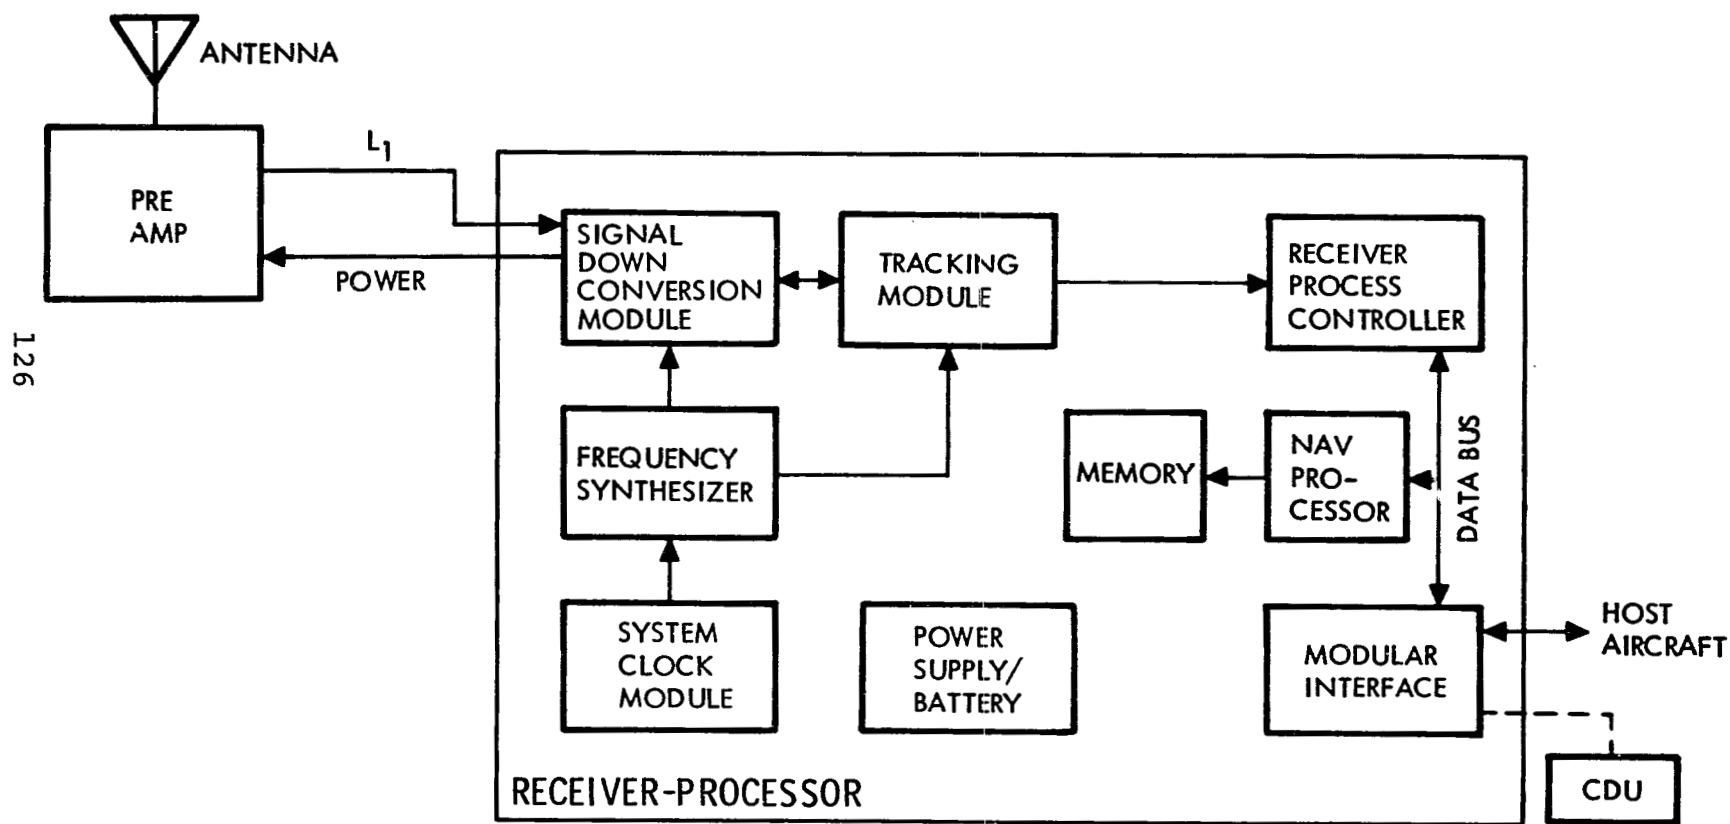 ANTENNA
PRE
AMP
L1
POWER
126
SIGNAL
DOWN
CONVERSION
MODULE
TRACKING
MODULE
RECEIVER
PROCESS
CONTROLLER
FREQUENCY
SYNTHESIZER
MEMORY
NAV
PRO-
CESSOR
DATA BUS
SYSTEM
CLOCK
MODULE
POWER
SUPPLY/
BATTERY
MODULAR
INTERFACE
HOST
AIRCRAFT
CDU
RECEIVER-PROCESSOR